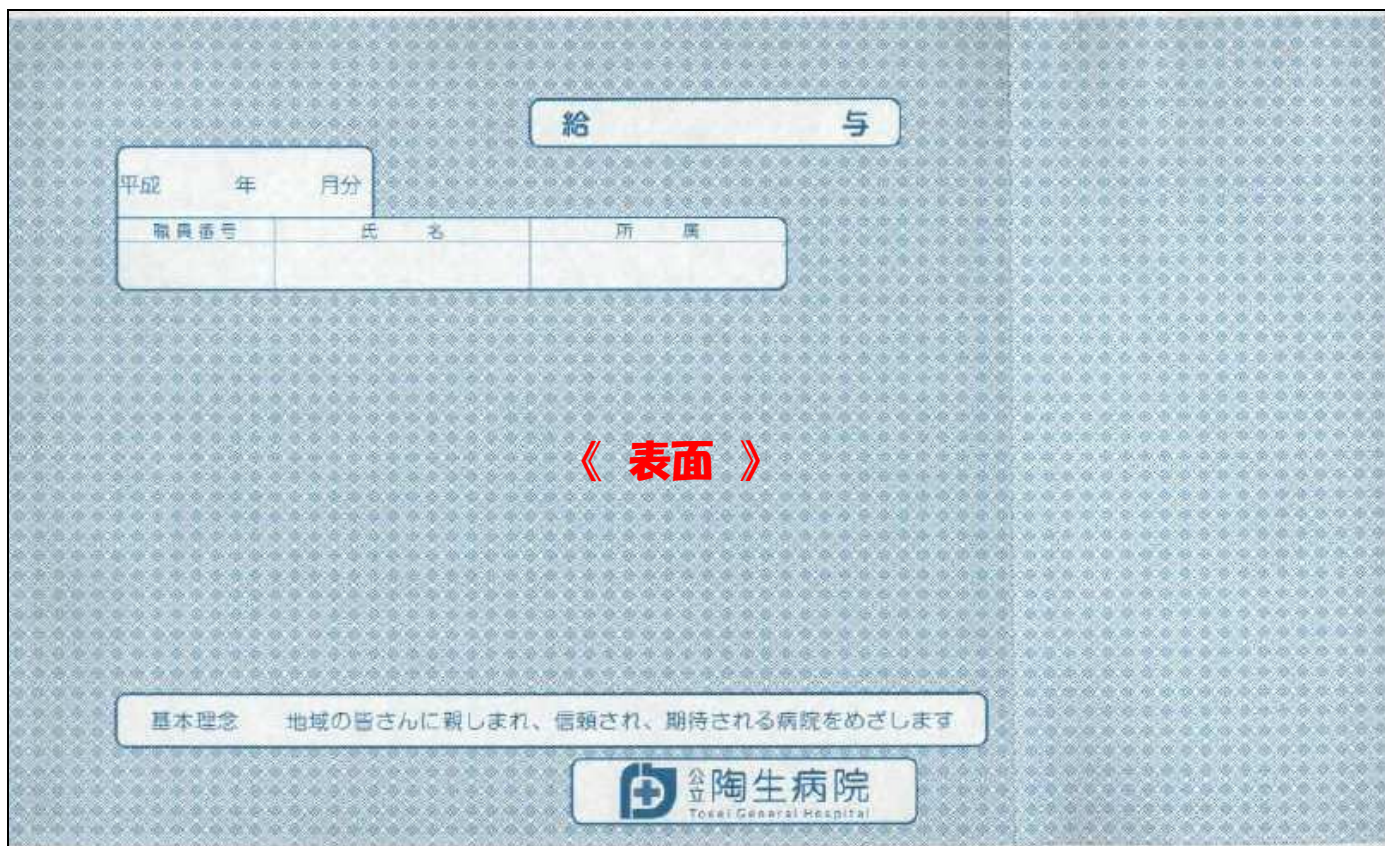 給 与
平成 年 月分
職員番号 氏 名 所 属
《 表面 》
基本理念 地域の皆さんに親しまれ、信頼され、期待される病院をめざします
公立陶生病院
Tosei General Hospital